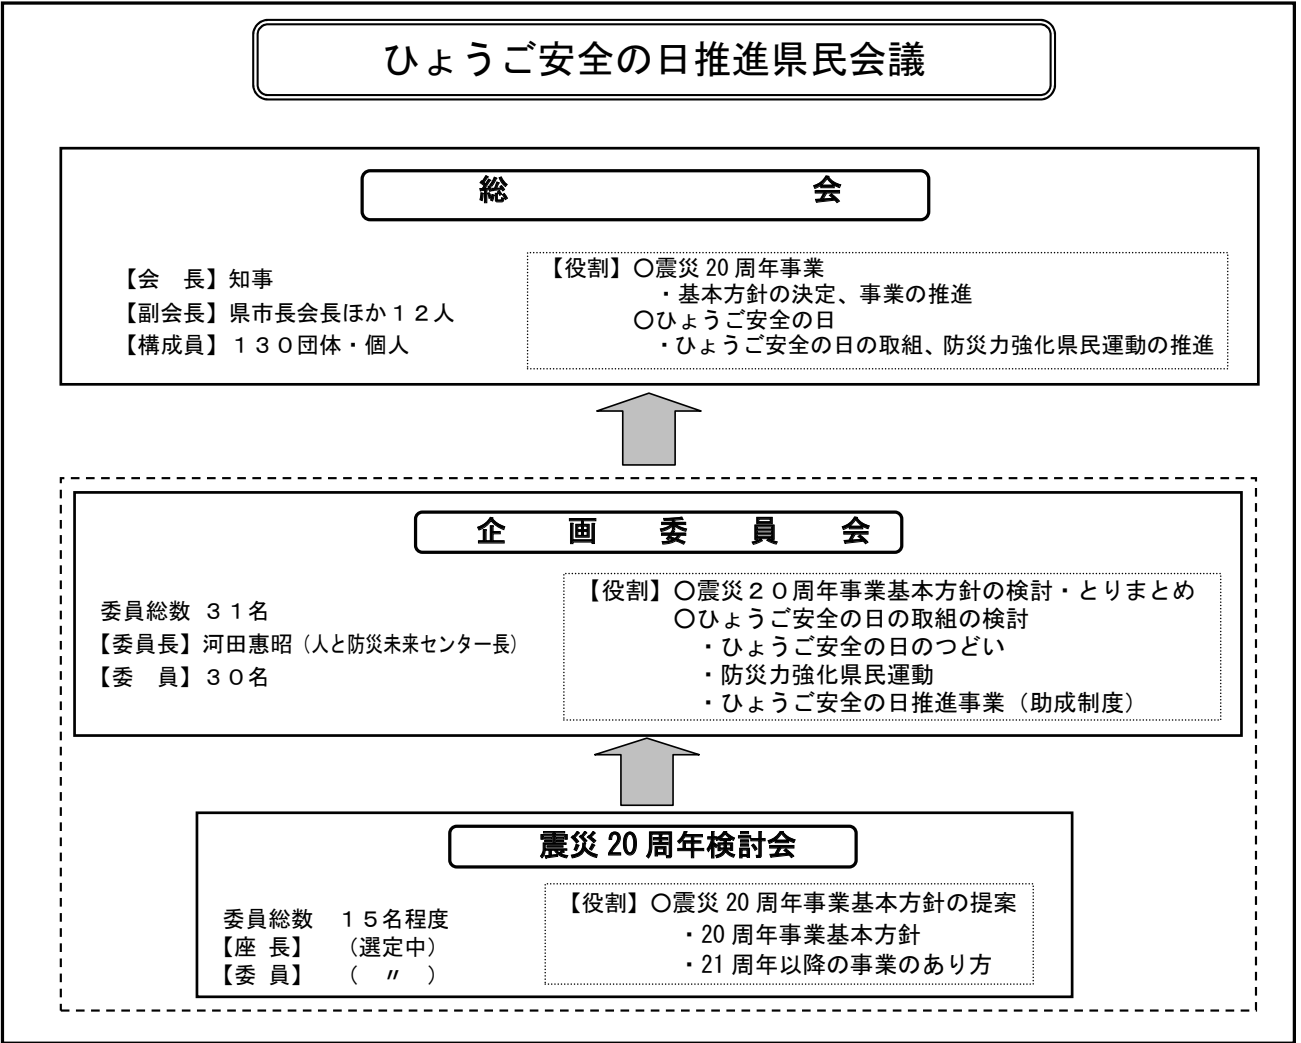 ひょうご安全の日推進県民会議
総　　　　会
【会　長】知事
【副会長】県市長会長ほか１２人
【構成員】１３０団体・個人
【役割】〇震災 20 周年事業
・基本方針の決定、事業の推進
〇ひょうご安全の日
・ひょうご安全の日の取組、防災力強化県民運動の推進
企　画　委　員　会
委員総数 ３１名
【委員長】河田惠昭（人と防災未来センター長）
【委　員】３０名
【役割】〇震災２０周年事業基本方針の検討・とりまとめ
〇ひょうご安全の日の取組の検討
・ひょうご安全の日のつどい
・防災力強化県民運動
・ひょうご安全の日推進事業（助成制度）
震災 20 周年検討会
委員総数　１５名程度
【座 長】　（選定中）
【委 員】　（　〃　）
【役割】〇震災 20 周年事業基本方針の提案
・20 周年事業基本方針
・21 周年以降の事業のあり方